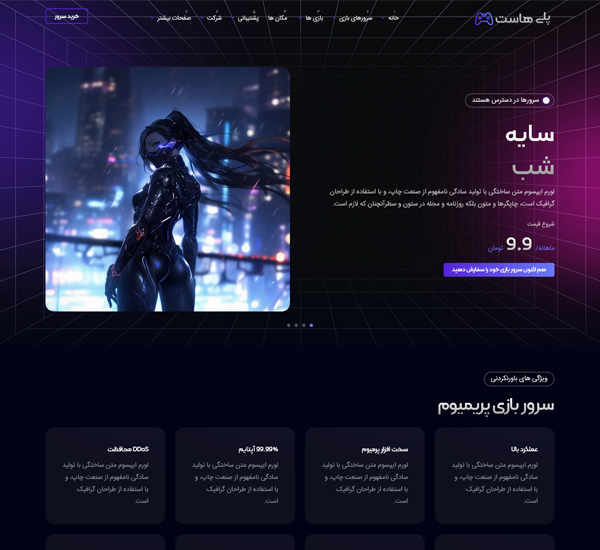 پلی هاست
خانه
سرورهای بازی
بازی ها
مکان ها
پشتیبانی
شرکت
صفحات بیشتر
خرید سرور
سرورها در دسترس هستند
سایه
شب
لورم ایپسوم متن ساختگی با تولید سادگی نامفهوم از صنعت چاپ، و با استفاده از طراحان
گرافیک است، چاپگرها و متون بلکه روزنامه و مجله در ستون و سطرآنچنان که لازم است.
شروع قیمت
9.9 تومان /ماهانه
هم اکنون سرور بازی خود را سفارش دهید
ویژگی های باورنکردنی
سرور بازی پریمیوم
عملکرد بالا
لورم ایپسوم متن ساختگی با تولید
سادگی نامفهوم از صنعت چاپ، و
با استفاده از طراحان گرافیک
است.
سخت افزار پرمیوم
لورم ایپسوم متن ساختگی با تولید
سادگی نامفهوم از صنعت چاپ، و
با استفاده از طراحان گرافیک
است.
99.99% آپتایم
لورم ایپسوم متن ساختگی با تولید
سادگی نامفهوم از صنعت چاپ، و
با استفاده از طراحان گرافیک
است.
DDoS محافظت
لورم ایپسوم متن ساختگی با تولید
سادگی نامفهوم از صنعت چاپ، و
با استفاده از طراحان گرافیک
است.